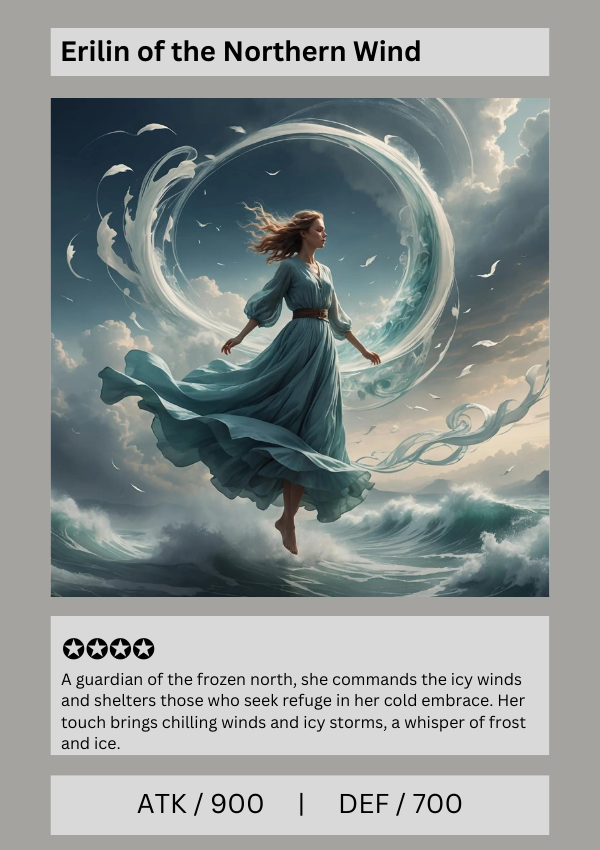 Erilin of the Northern Wind
✪✪✪✪
A guardian of the frozen north, she commands the icy winds
and shelters those who seek refuge in her cold embrace. Her
touch brings chilling winds and icy storms, a whisper of frost
and ice.
ATK / 900 | DEF / 700